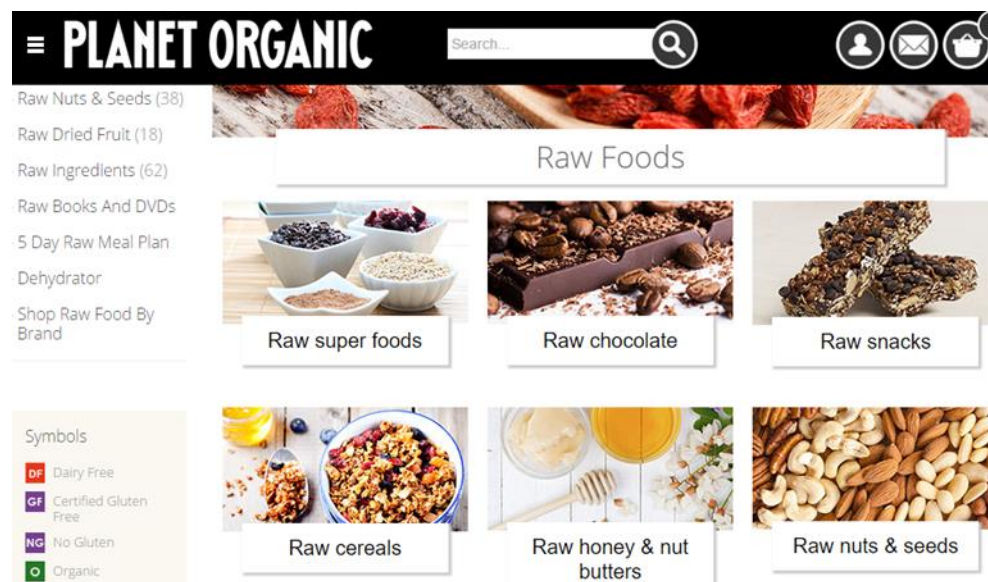 PLANET ORGANIC
Search...
Raw Nuts & Seeds (38)
Raw Dried Fruit (18)
Raw Ingredients (62)
Raw Books And DVDs
5 Day Raw Meal Plan
Dehydrator
Shop Raw Food By
Brand
Symbols
DF Dairy Free
GF Certified Gluten
Free
NG No Gluten
O Organic
Raw Foods
Raw super foods
Raw chocolate
Raw snacks
Raw cereals
Raw honey & nut
butters
Raw nuts & seeds